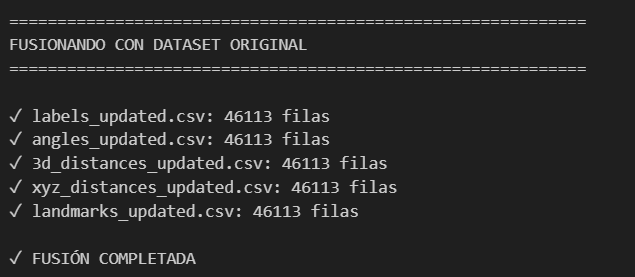 ============================================================
FUSIONANDO CON DATASET ORIGINAL
============================================================
✓ labels_updated.csv: 46113 filas
✓ angles_updated.csv: 46113 filas
✓ 3d_distances_updated.csv: 46113 filas
✓ xyz_distances_updated.csv: 46113 filas
✓ landmarks_updated.csv: 46113 filas
✓ FUSIÓN COMPLETADA